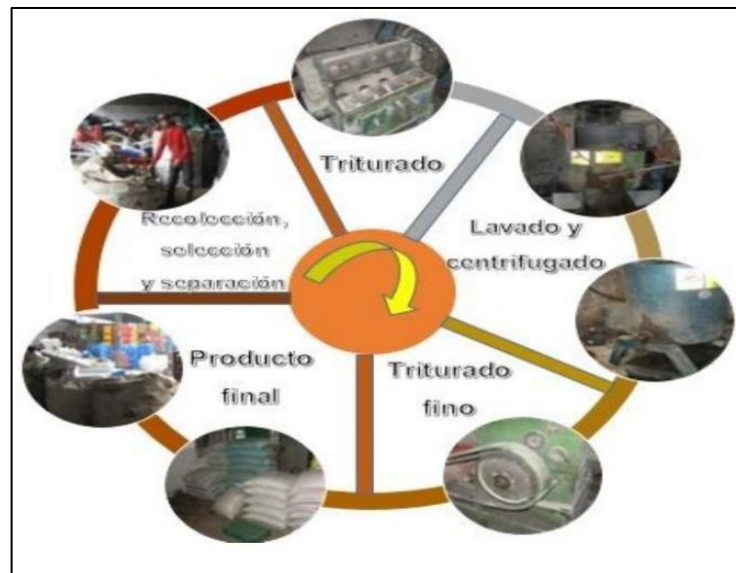 Triturado
Recolección,
selección
y separación
Lavado y
centrifugado
Producto
final
Triturado
fino